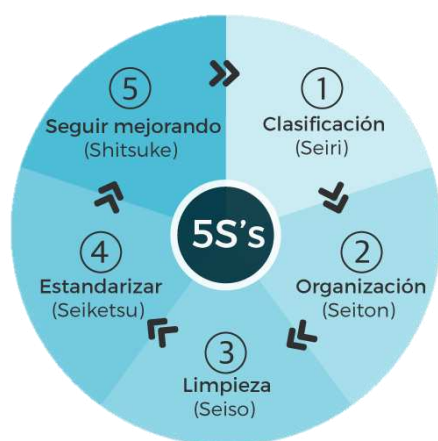 5S's
1
Clasificación
(Seiri)
2
Organización
(Seiton)
3
Limpieza
(Seiso)
4
Estandarizar
(Seiketsu)
5
Seguir mejorando
(Shitsuke)